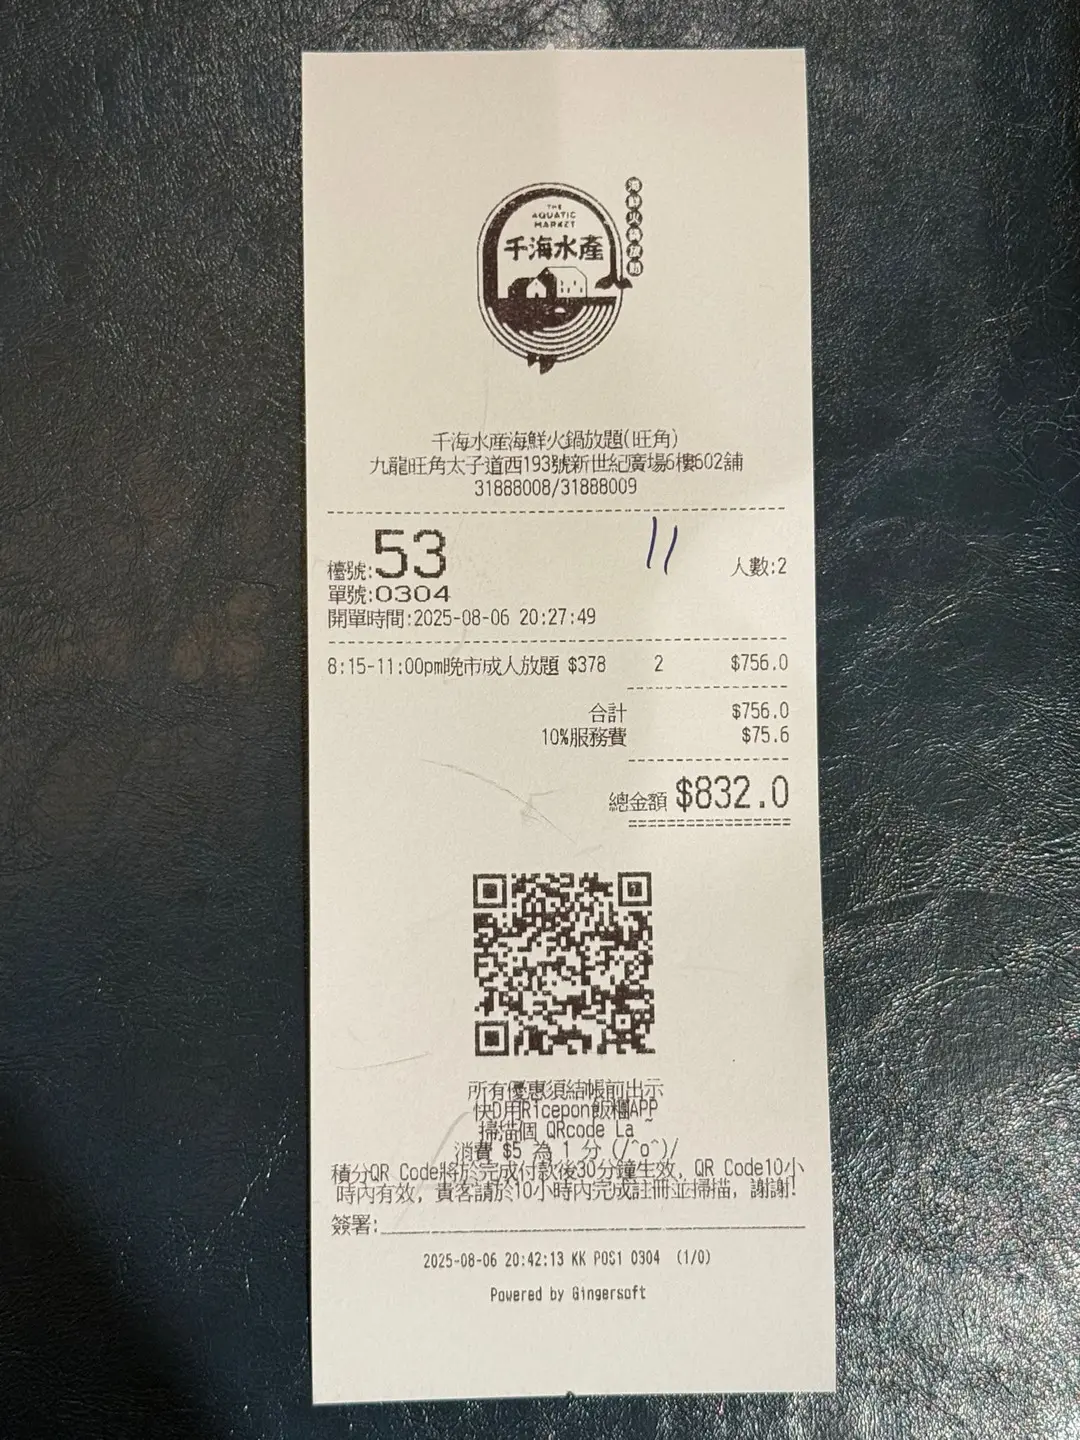 THE
AQUATIC
MARKET
千海水產
海鮮火鍋放題
千海水產海鮮火鍋放題(旺角)
九龍旺角太子道西193號新世紀廣場6樓602舖
31888008/31888009
11
檯號:53 人數:2
單號:0304
開單時間:2025-08-06 20:27:49
8:15-11:00pm晚市成人放題 $378 2 $756.0
合計 $756.0
10%服務費 $75.6
總金額 $832.0
所有優惠須結帳前出示
快D用Ricepon飯糰APP
掃描個 QRcode La ~
消費 $5 為 1 分 (/^o^)/
積分QR Code將於完成付款後30分鐘生效, QR Code10小
時內有效, 貴客請於10小時內完成註冊並掃描, 謝謝!
簽署:
2025-08-06 20:42:13 KK POS1 0304 (1/0)
Powered by Gingersoft